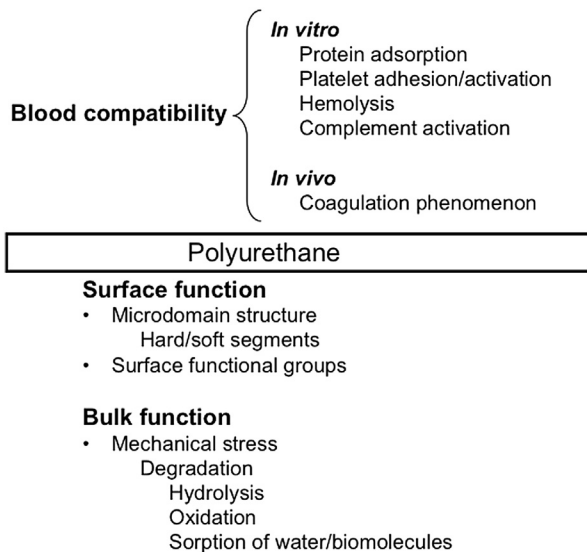 In vitro
Protein adsorption
Platelet adhesion/activation
Blood compatibility
Hemolysis
Complement activation
In vivo
Coagulation phenomenon
Polyurethane
Surface function
• Microdomain structure
Hard/soft segments
• Surface functional groups
Bulk function
• Mechanical stress
Degradation
Hydrolysis
Oxidation
Sorption of water/biomolecules